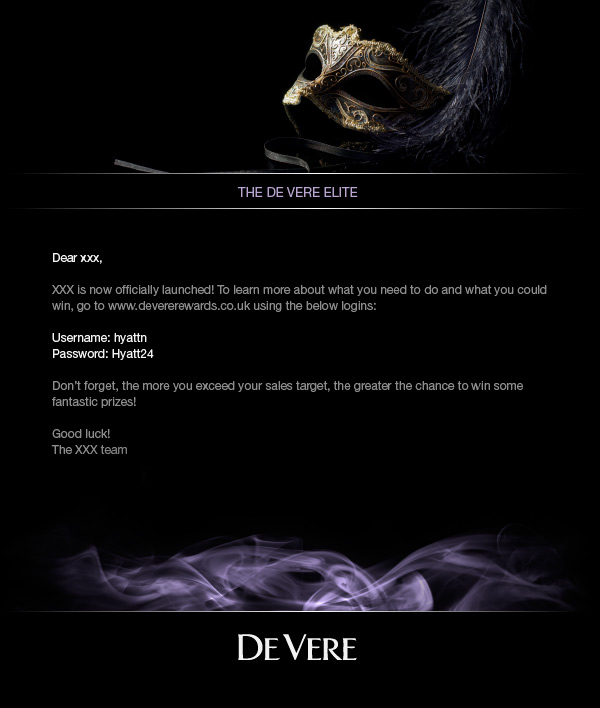 THE DE VERE ELITE
Dear xxx,
XXX is now officially launched! To learn more about what you need to do and what you could
win, go to www.devererewards.co.uk using the below logins:
Username: hyattn
Password: Hyatt24
Don't forget, the more you exceed your sales target, the greater the chance to win some
fantastic prizes!
Good luck!
The XXX team
DE VERE